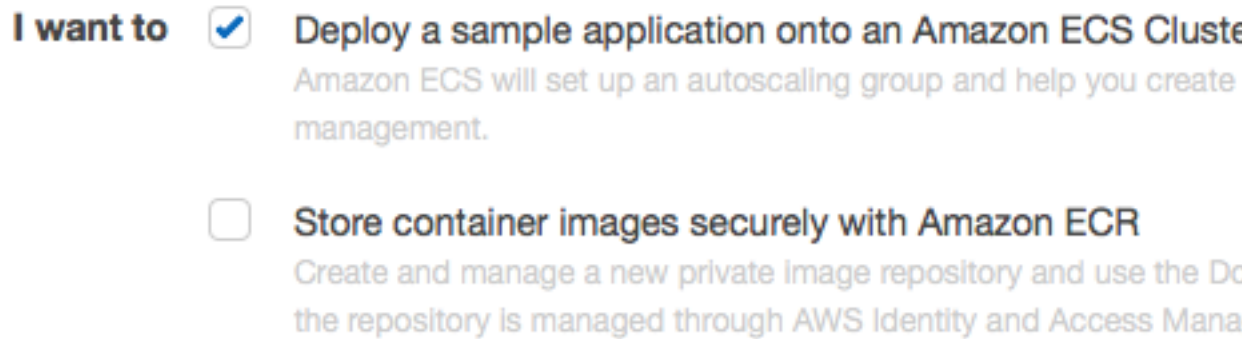 I want to Deploy a sample application onto an Amazon ECS Cluste
Amazon ECS will set up an autoscaling group and help you create
management.
Store container images securely with Amazon ECR
Create and manage a new private image repository and use the Do
the repository is managed through AWS Identity and Access Mana